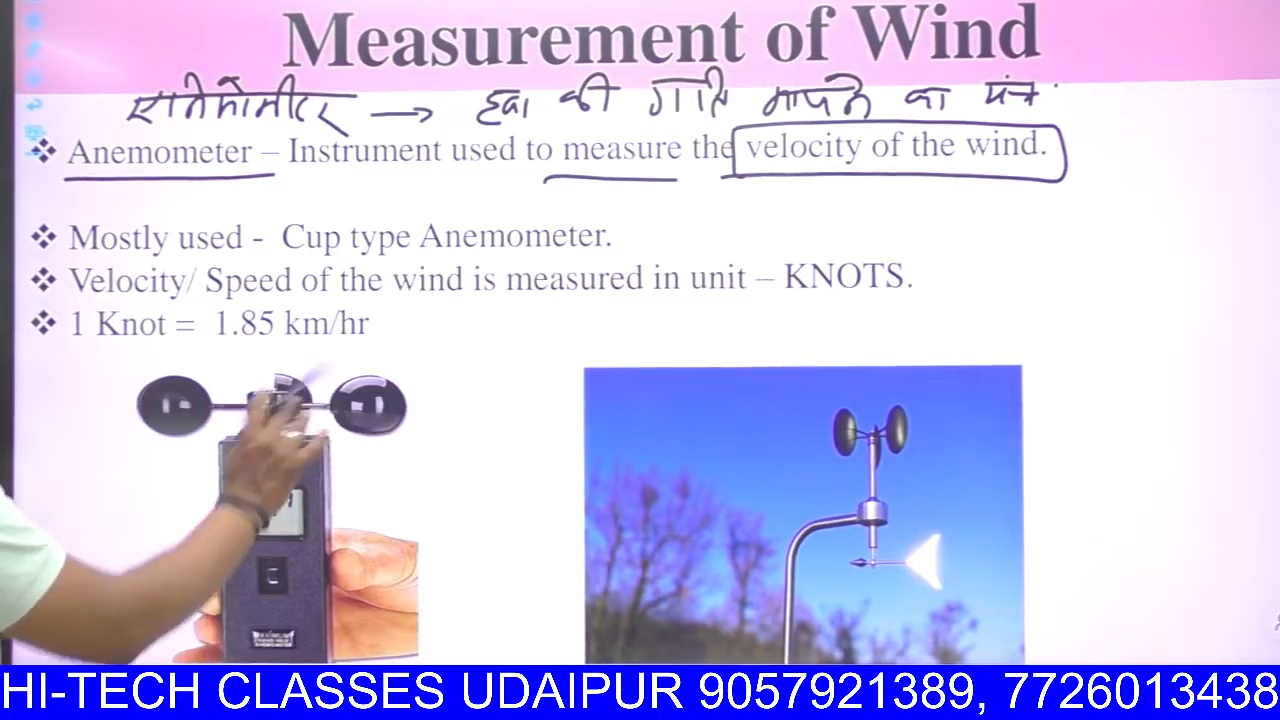 Measurement of Wind
एनीमोमीटर → हवा की गति मापने का यंत्र
❖ Anemometer – Instrument used to measure the velocity of the wind.
❖ Mostly used - Cup type Anemometer.
❖ Velocity/ Speed of the wind is measured in unit – KNOTS.
❖ 1 Knot = 1.85 km/hr
HI-TECH CLASSES UDAIPUR 9057921389, 7726013438